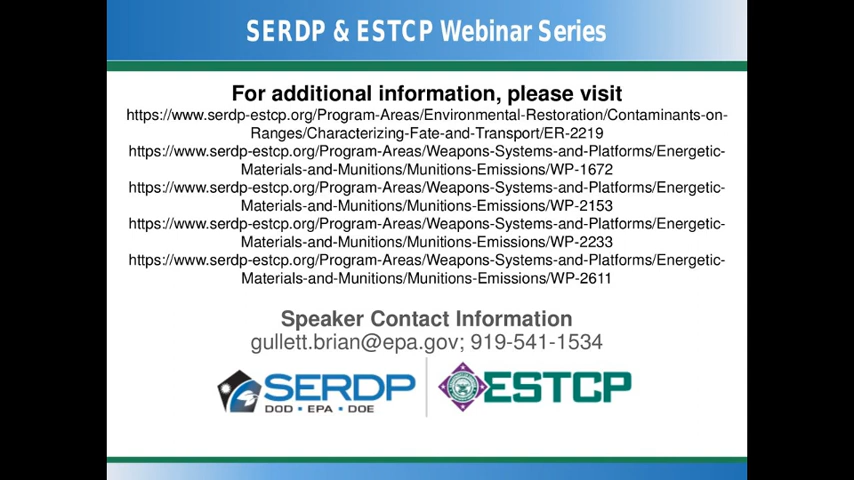 SERDP & ESTCP Webinar Series
For additional information, please visit
https://www.serdp-estcp.org/Program-Areas/Environmental-Restoration/Contaminants-on-
Ranges/Characterizing-Fate-and-Transport/ER-2219
https://www.serdp-estcp.org/Program-Areas/Weapons-Systems-and-Platforms/Energetic-
Materials-and-Munitions/Munitions-Emissions/WP-1672
https://www.serdp-estcp.org/Program-Areas/Weapons-Systems-and-Platforms/Energetic-
Materials-and-Munitions/Munitions-Emissions/WP-2153
https://www.serdp-estcp.org/Program-Areas/Weapons-Systems-and-Platforms/Energetic-
Materials-and-Munitions/Munitions-Emissions/WP-2233
https://www.serdp-estcp.org/Program-Areas/Weapons-Systems-and-Platforms/Energetic-
Materials-and-Munitions/Munitions-Emissions/WP-2611
Speaker Contact Information
gullett.brian@epa.gov; 919-541-1534
SERDP
DOD • EPA • DOE
ESTCP